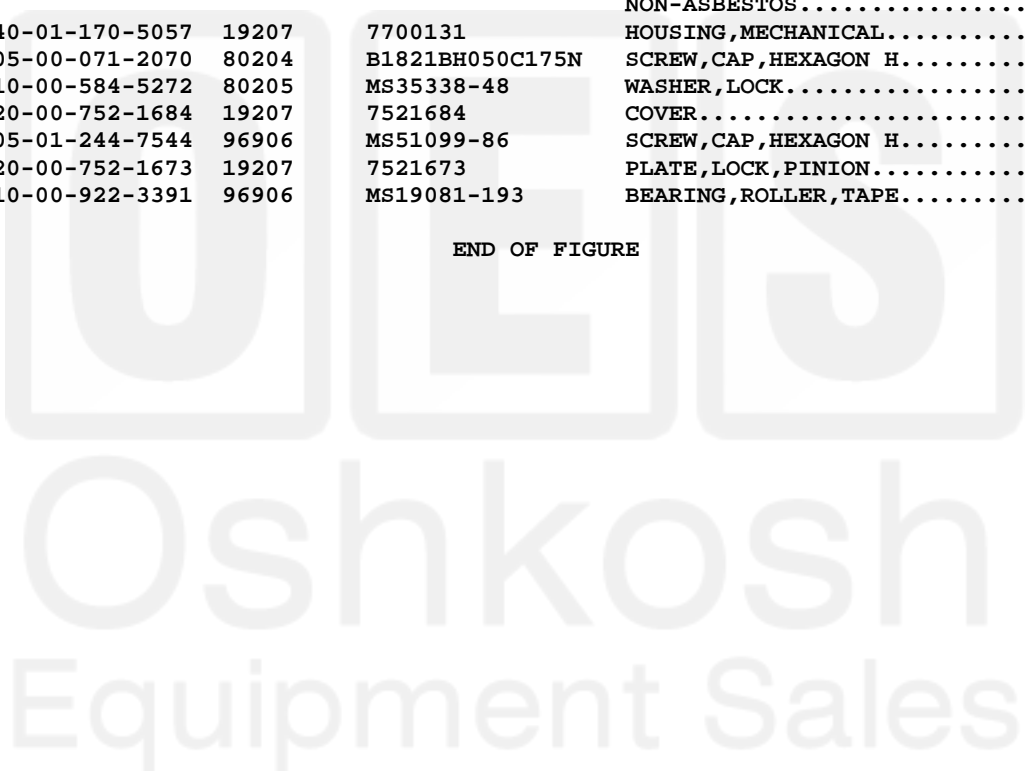 NON-ASBESTOS................
40-01-170-5057 19207 7700131 HOUSING,MECHANICAL..........
05-00-071-2070 80204 B1821BH050C175N SCREW,CAP,HEXAGON H.........
10-00-584-5272 80205 MS35338-48 WASHER,LOCK.................
20-00-752-1684 19207 7521684 COVER.......................
05-01-244-7544 96906 MS51099-86 SCREW,CAP,HEXAGON H.........
20-00-752-1673 19207 7521673 PLATE,LOCK,PINION...........
10-00-922-3391 96906 MS19081-193 BEARING,ROLLER,TAPE.........
END OF FIGURE
OES
Oshkosh
Equipment Sales